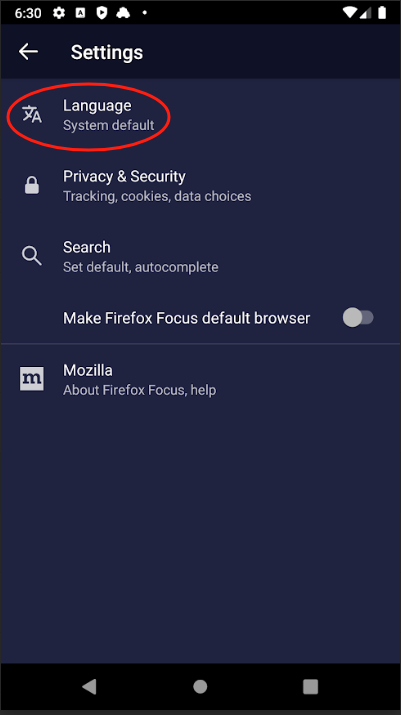 6:30
Settings
Language
System default
Privacy & Security
Tracking, cookies, data choices
Search
Set default, autocomplete
Make Firefox Focus default browser
m
Mozilla
About Firefox Focus, help